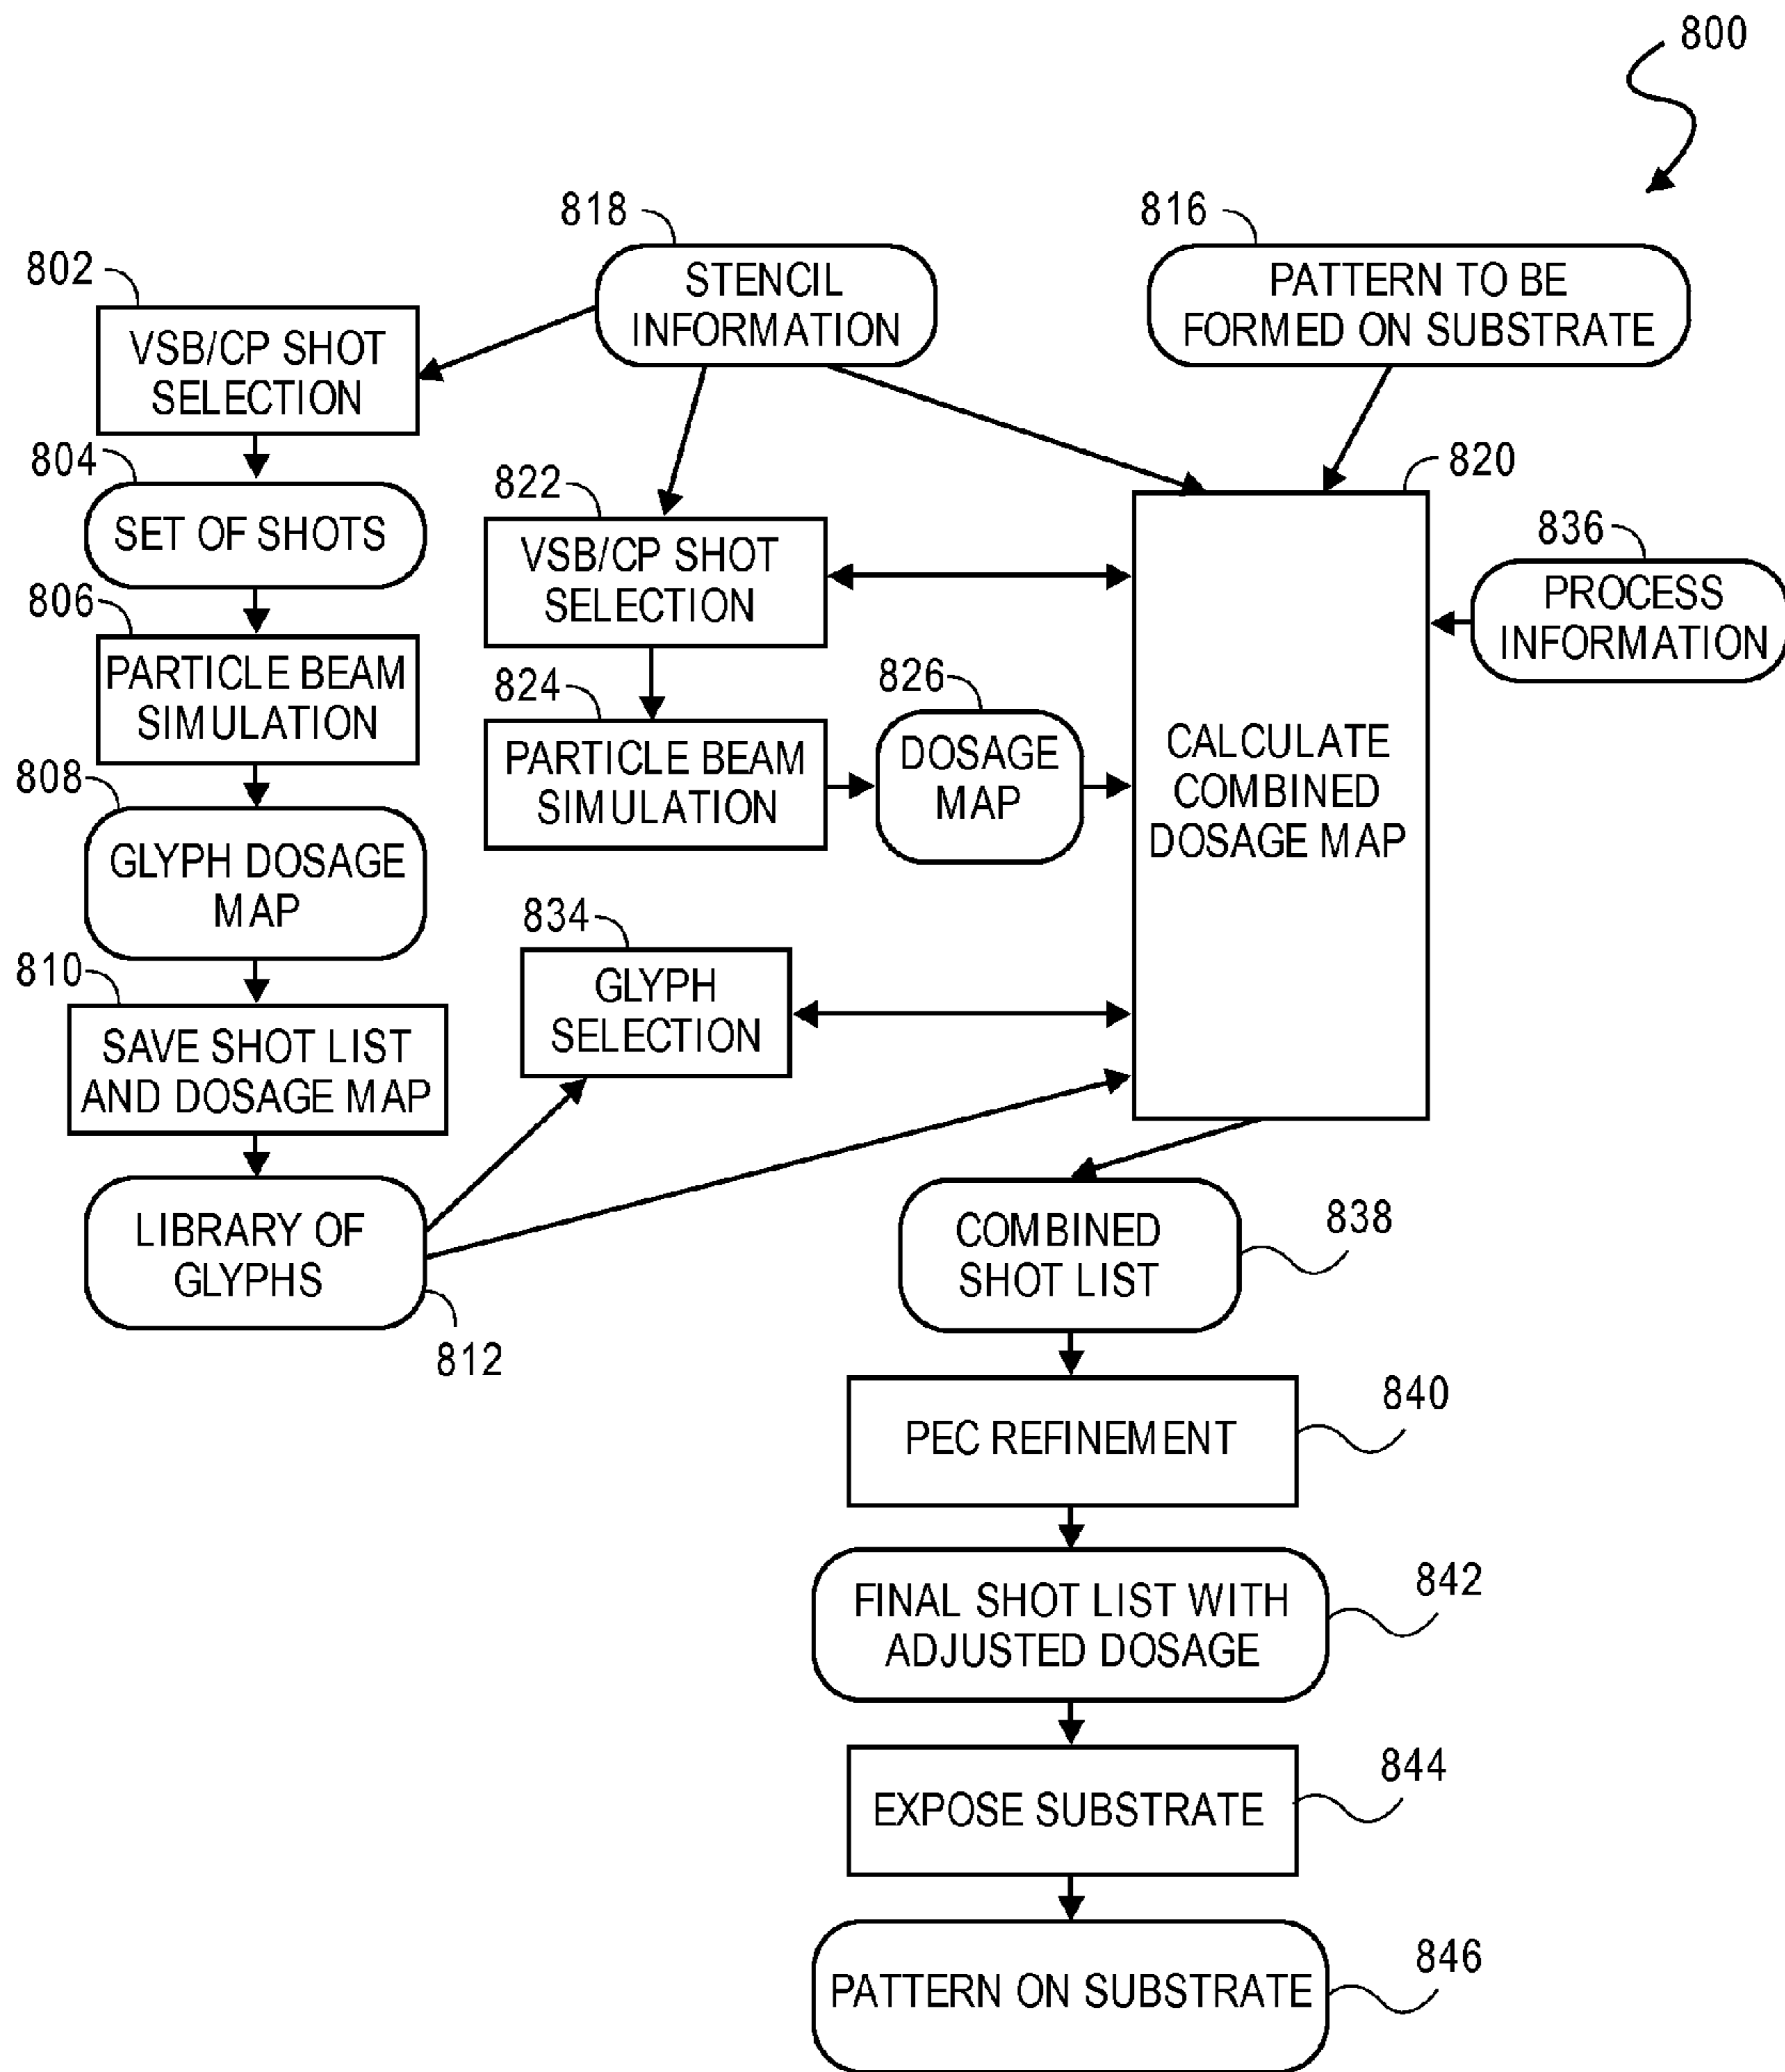 800
818
816
STENCIL
INFORMATION
PATTERN TO BE
FORMED ON SUBSTRATE
802
VSB/CP SHOT
SELECTION
804
SET OF SHOTS
822
VSB/CP SHOT
SELECTION
820
836
PROCESS
INFORMATION
806
PARTICLE BEAM
SIMULATION
824
PARTICLE BEAM
SIMULATION
826
DOSAGE
MAP
CALCULATE
COMBINED
DOSAGE MAP
808
GLYPH DOSAGE
MAP
834
GLYPH
SELECTION
810
SAVE SHOT LIST
AND DOSAGE MAP
LIBRARY OF
GLYPHS
812
COMBINED
SHOT LIST
838
PEC REFINEMENT
840
FINAL SHOT LIST WITH
ADJUSTED DOSAGE
842
EXPOSE SUBSTRATE
844
PATTERN ON SUBSTRATE
846